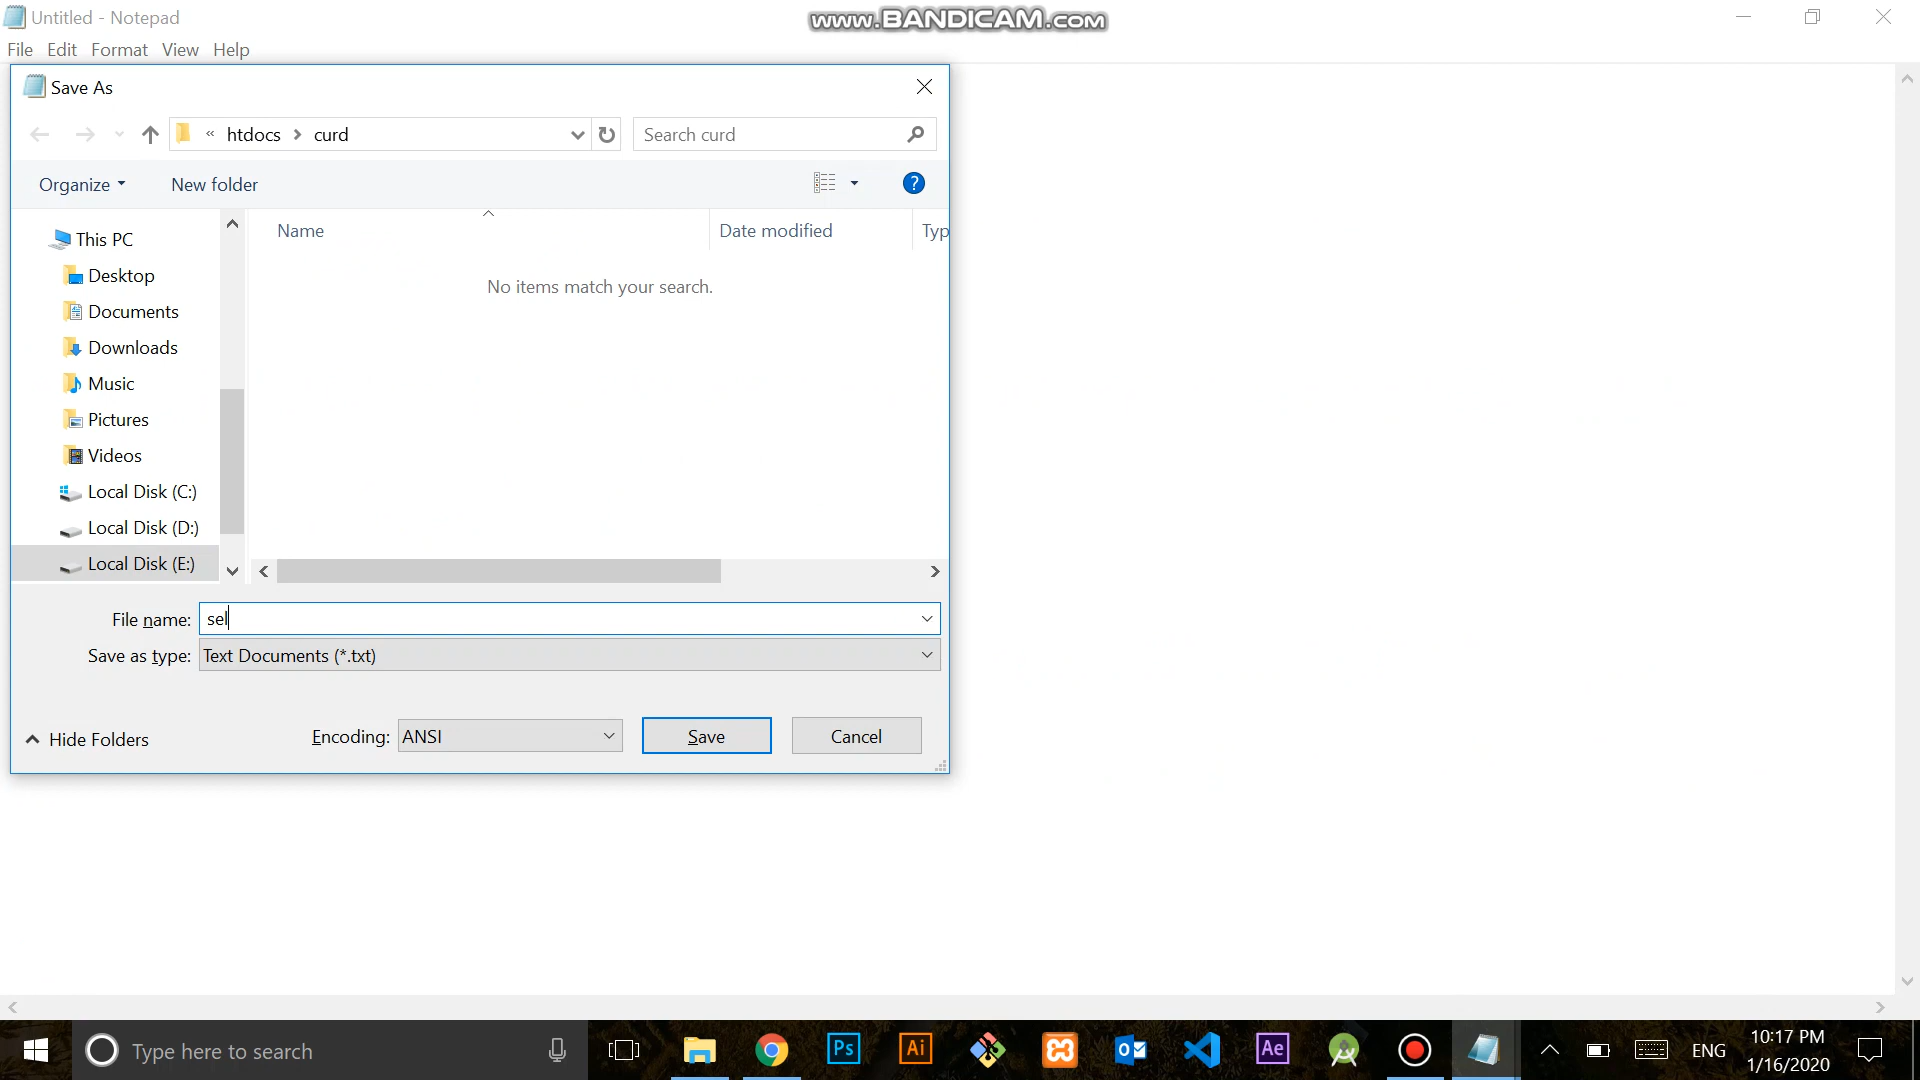 Untitled - Notepad
www.BANDICAM.com
File Edit Format View Help
Save As
« htdocs > curd
Search curd
Organize
New folder
Name
Date modified
Typ
This PC
Desktop
Documents
Downloads
Music
Pictures
Videos
Local Disk (C:)
Local Disk (D:)
Local Disk (E:)
No items match your search.
File name: sel
Save as type: Text Documents (*.txt)
Hide Folders
Encoding: ANSI
Save
Cancel
Type here to search
Ps
Ai
Ae
ENG
10:17 PM
1/16/2020